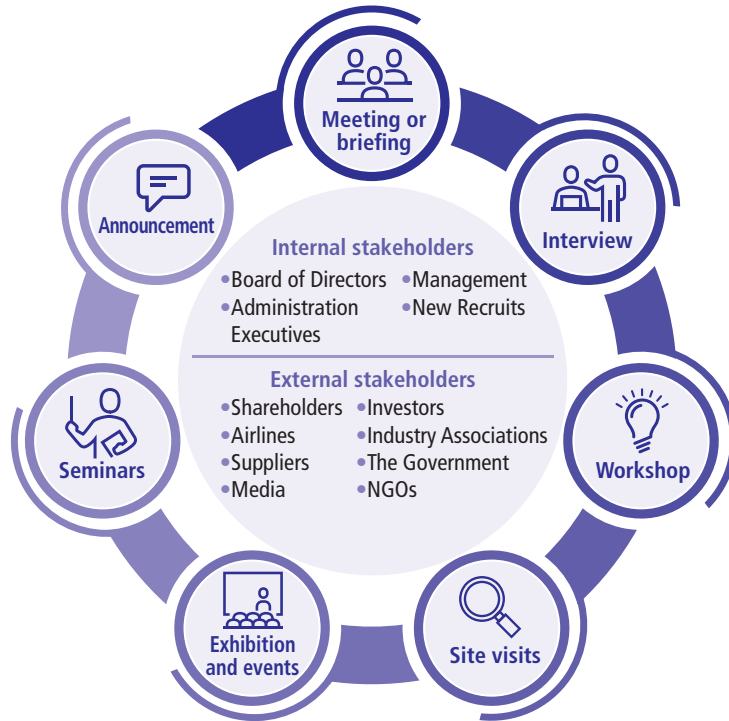 Meeting or
briefing
Interview
Workshop
Site visits
Exhibition
and events
Seminars
Announcement
Internal stakeholders
•Board of Directors •Management
•Administration •New Recruits
Executives
External stakeholders
•Shareholders •Investors
•Airlines •Industry Associations
•Suppliers •The Government
•Media •NGOs